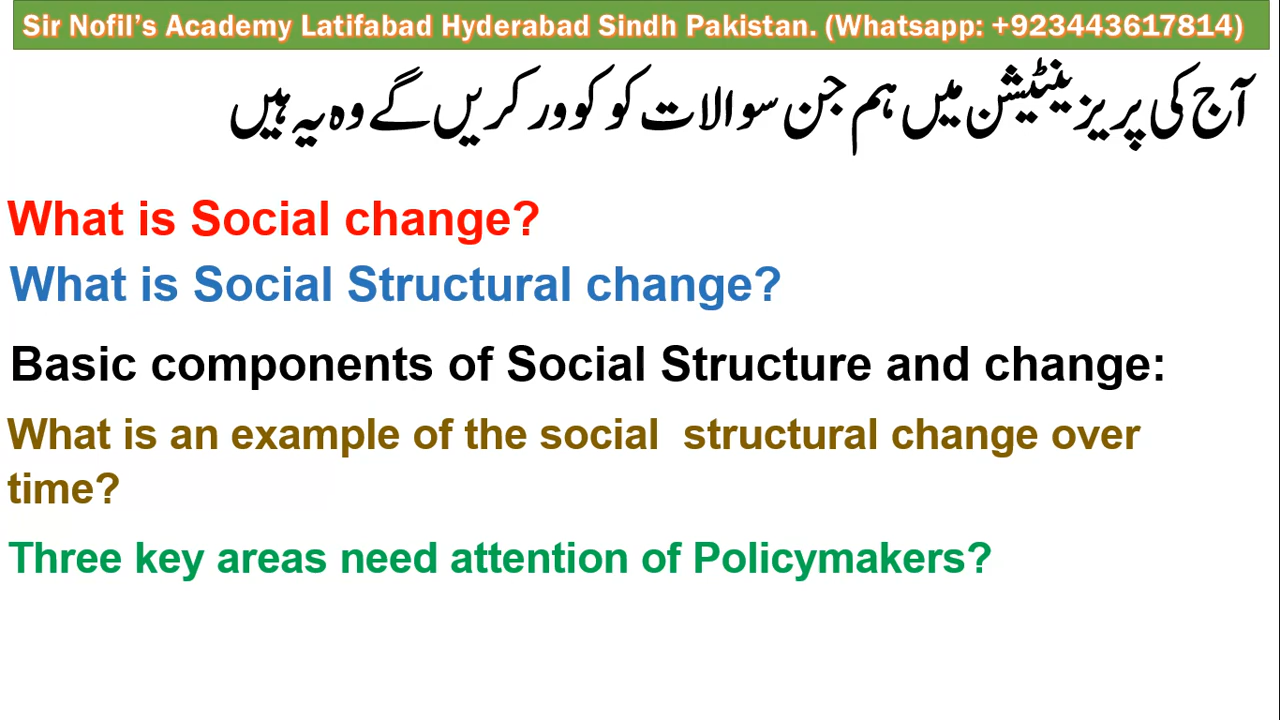 Sir Nofil's Academy Latifabad Hyderabad Sindh Pakistan. (Whatsapp: +923443617814)
آج کی پریزینٹیشن میں ہم جن سوالات کو کوور کریں گے وہ یہ ہیں
What is Social change?
What is Social Structural change?
Basic components of Social Structure and change:
What is an example of the social structural change over
time?
Three key areas need attention of Policymakers?